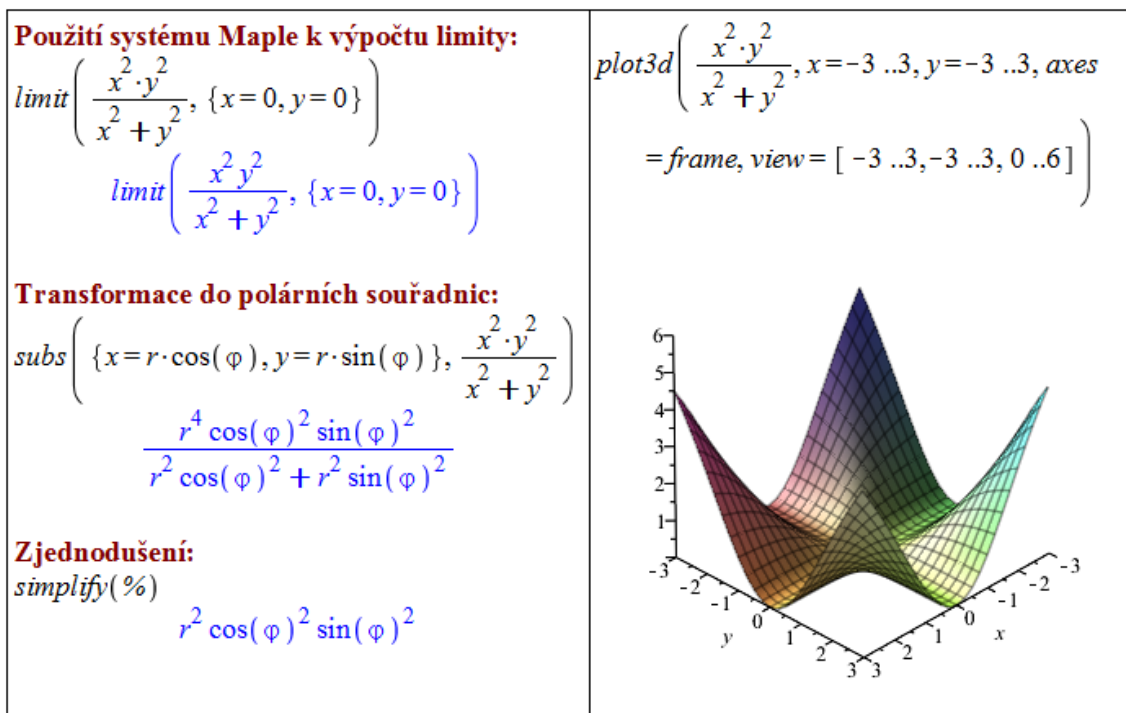 Použití systému Maple k výpočtu limity:
limit( x^2·y^2 / (x^2 + y^2), {x=0, y=0} )
limit( x^2 y^2 / (x^2 + y^2), {x=0, y=0} )
Transformace do polárních souřadnic:
subs( {x=r·cos(φ), y=r·sin(φ)}, x^2·y^2 / (x^2 + y^2) )
r^4 cos(φ)^2 sin(φ)^2 / (r^2 cos(φ)^2 + r^2 sin(φ)^2)
Zjednodušení:
simplify(%)
r^2 cos(φ)^2 sin(φ)^2
plot3d( x^2·y^2 / (x^2 + y^2), x=-3 ..3, y=-3 ..3, axes
=frame, view= [ -3 ..3,-3 ..3, 0 ..6 ] )
6
5
4
3
2
1
-3 -2 -1 0 1 2 3
y
3 2 1 0 -1 -2 -3
x